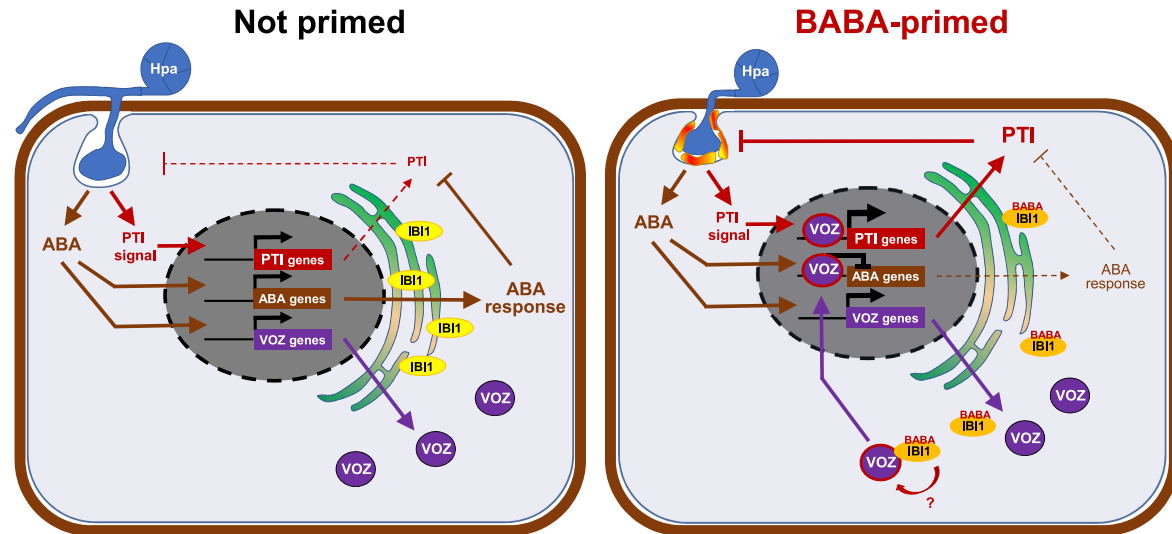 Not primed
Hpa
PTI
ABA
PTI
signal
IBI1
PTI genes
IBI1
ABA genes
ABA
response
IBI1
VOZ genes
IBI1
VOZ
VOZ
VOZ
BABA-primed
Hpa
PTI
ABA
PTI
signal
BABA
IBI1
VOZ
PTI genes
VOZ
ABA genes
ABA
response
VOZ genes
BABA
IBI1
VOZ
BABA
IBI1
VOZ
BABA
IBI1
VOZ
?